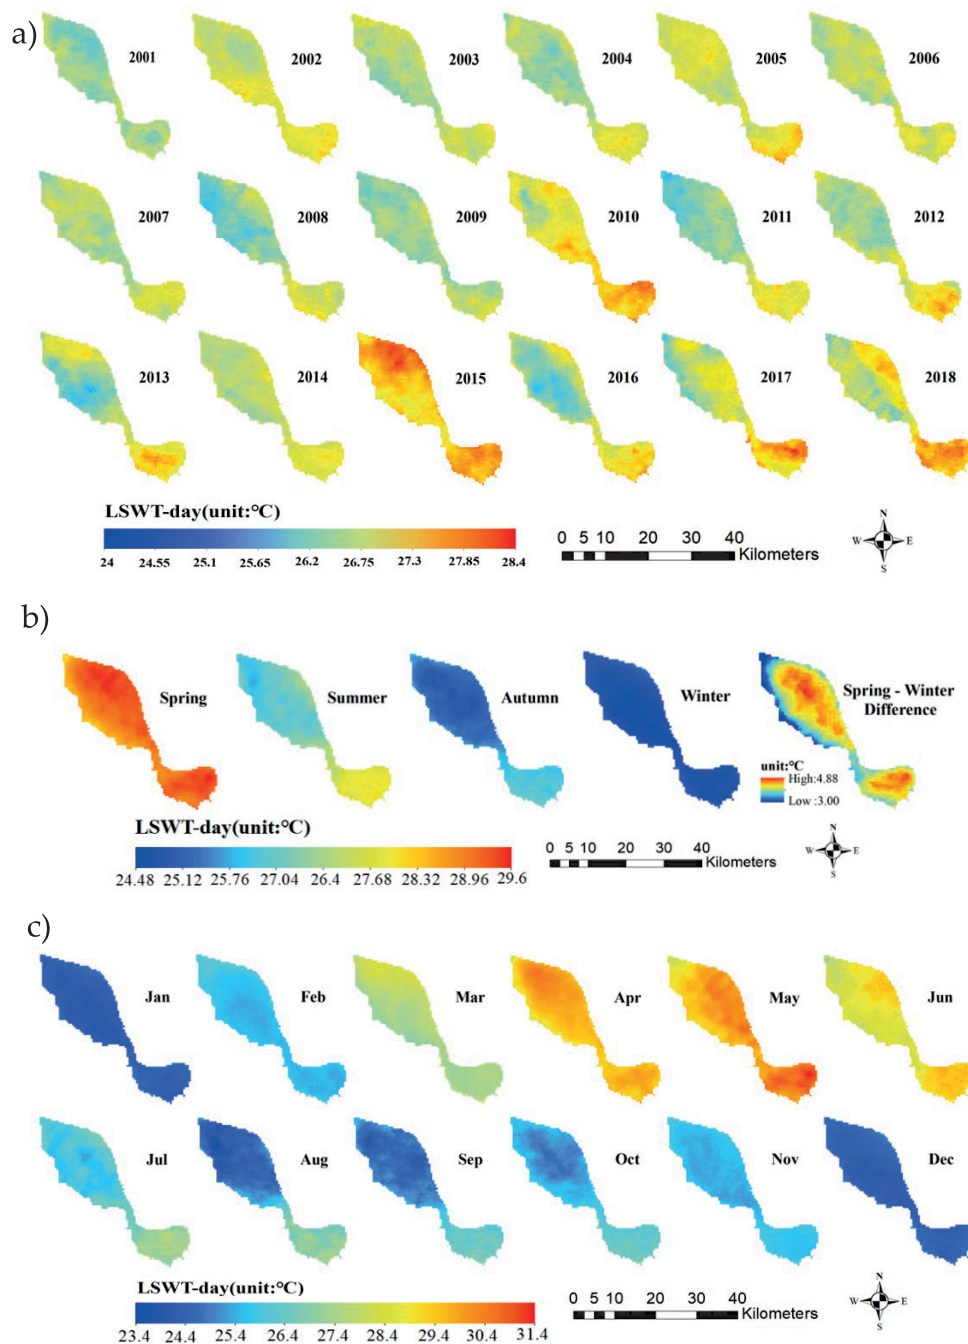 a)
2001 2002 2003 2004 2005 2006
2007 2008 2009 2010 2011 2012
2013 2014 2015 2016 2017 2018
LSWT-day(unit:°C)
24 24.55 25.1 25.65 26.2 26.75 27.3 27.85 28.4
0 5 10 20 30 40
Kilometers
N
W E
S
b)
Spring Summer Autumn Winter Spring - Winter
Difference
unit:°C
High:4.88
Low :3.00
LSWT-day(unit:°C)
24.48 25.12 25.76 27.04 26.4 27.68 28.32 28.96 29.6
0 5 10 20 30 40
Kilometers
N
W E
S
c)
Jan Feb Mar Apr May Jun
Jul Aug Sep Oct Nov Dec
LSWT-day(unit:°C)
23.4 24.4 25.4 26.4 27.4 28.4 29.4 30.4 31.4
0 5 10 20 30 40
Kilometers
N
W E
S